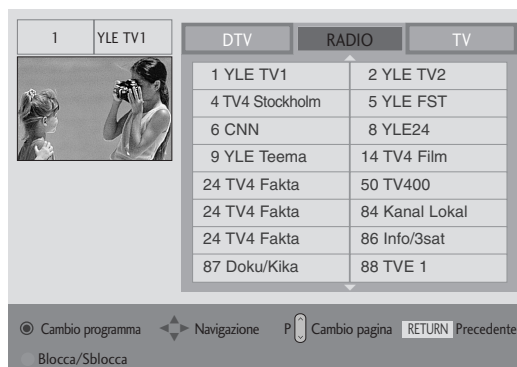 1 YLE TV1
DTV RADIO TV
1 YLE TV1 2 YLE TV2
4 TV4 Stockholm 5 YLE FST
6 CNN 8 YLE24
9 YLE Teema 14 TV4 Film
24 TV4 Fakta 50 TV400
24 TV4 Fakta 84 Kanal Lokal
24 TV4 Fakta 86 Info/3sat
87 Doku/Kika 88 TVE 1
Cambio programma Navigazione P Cambio pagina RETURN Precedente
Blocca/Sblocca